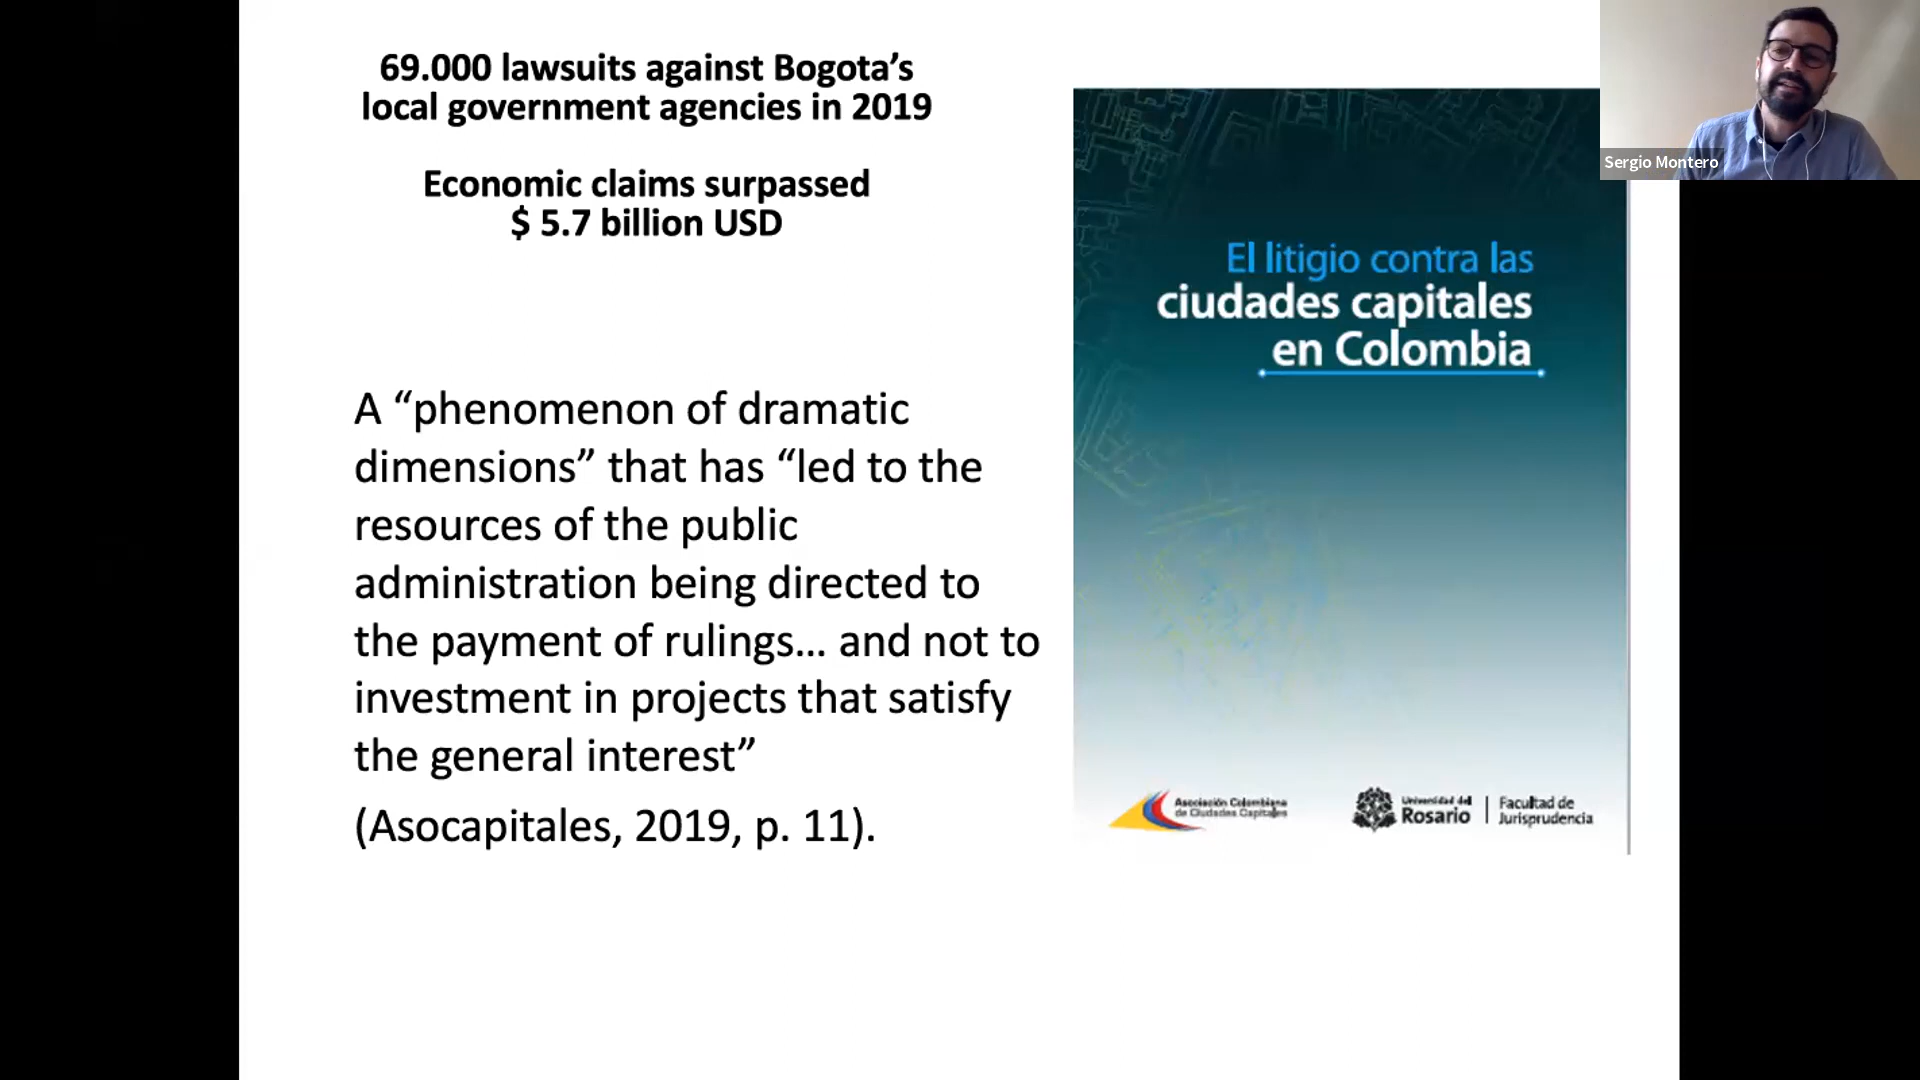 69.000 lawsuits against Bogota’s
local government agencies in 2019
Economic claims surpassed
$ 5.7 billion USD
A “phenomenon of dramatic
dimensions” that has “led to the
resources of the public
administration being directed to
the payment of rulings… and not to
investment in projects that satisfy
the general interest”
(Asocapitales, 2019, p. 11).
El litigio contra las
ciudades capitales
en Colombia
Asociación Colombiana
de Ciudades Capitales
Universidad del
Rosario
Facultad de
Jurisprudencia
Sergio Montero